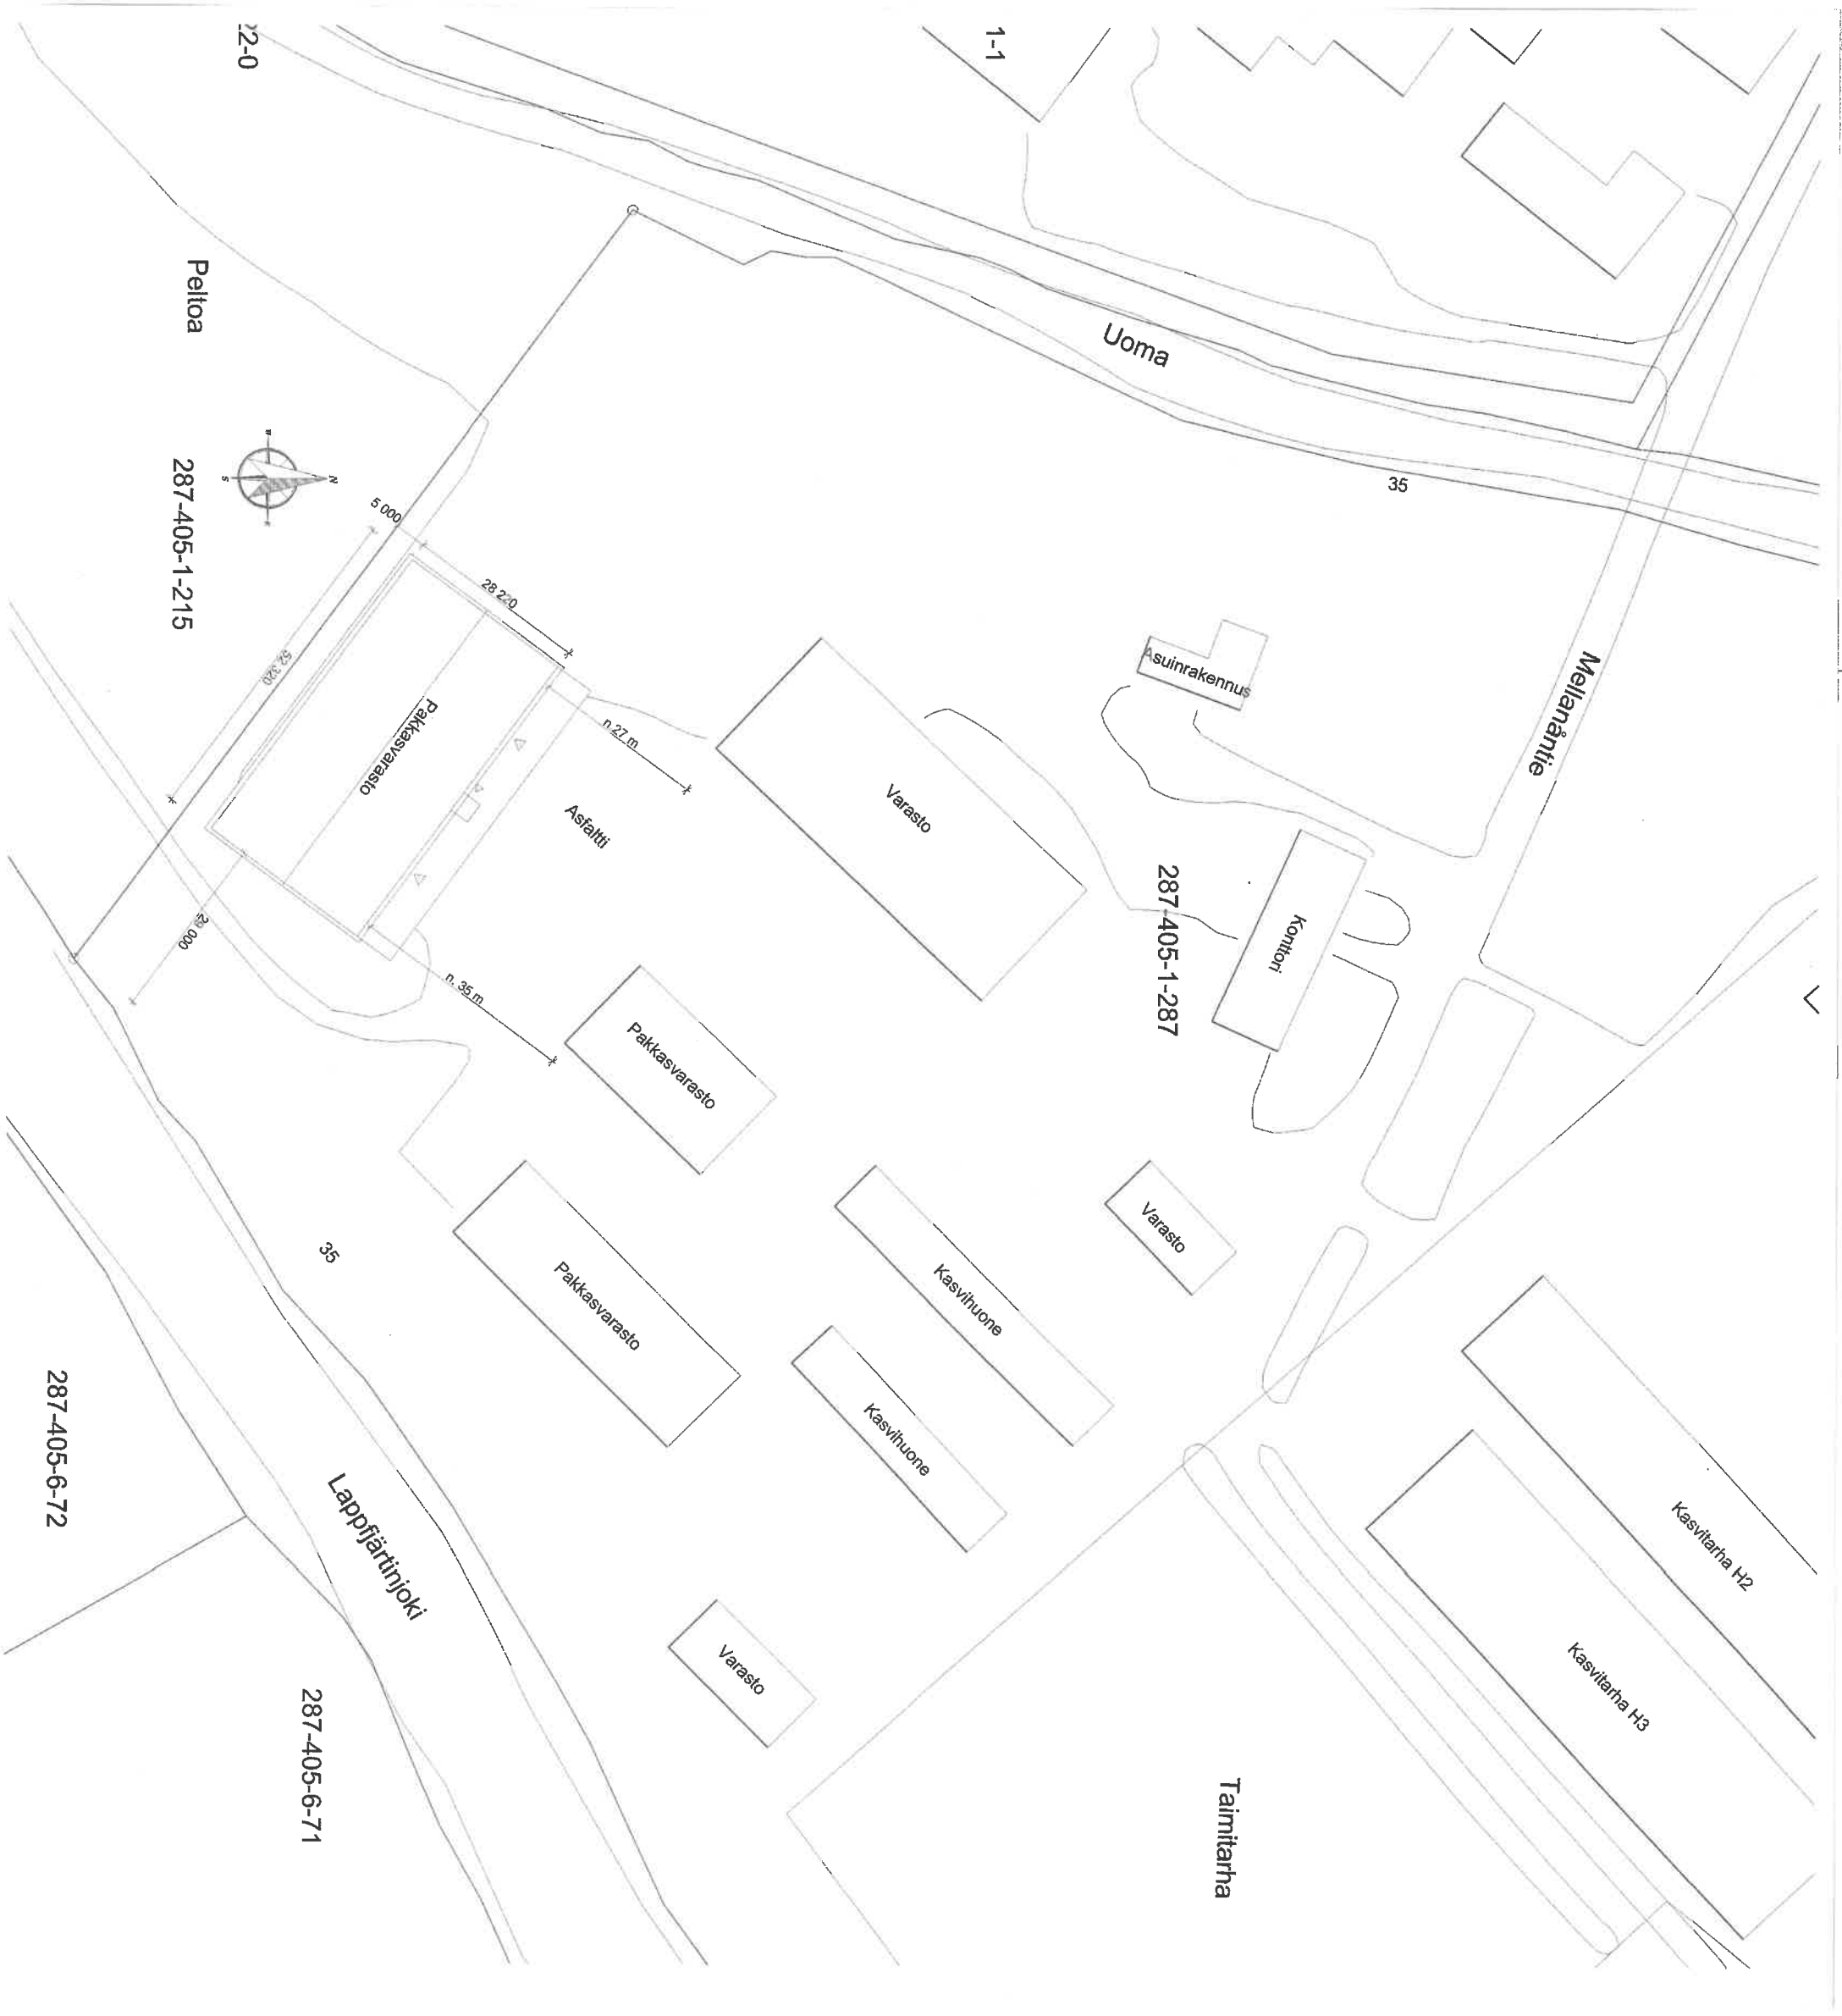 22-0
1-1
Uoma
35
Mellanåntie
Peltoa
287-405-1-215
N
S
5 000
28 220
52 320
29 000
n.27 m
n. 35 m
Pakkasvarasto
Asfaltti
Varasto
Asuinrakennus
Konttori
287-405-1-287
Pakkasvarasto
Pakkasvarasto
Kasvihuone
Kasvihuone
Varasto
Varasto
Kasvitarha H2
Kasvitarha H3
Taimitarha
35
Lappfjärtinjoki
287-405-6-72
287-405-6-71